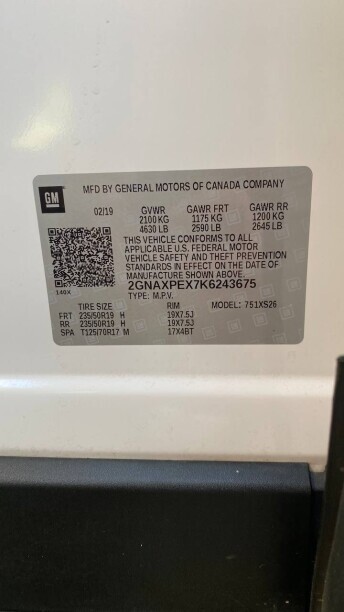 GM
MFD BY GENERAL MOTORS OF CANADA COMPANY
02/19 GVWR GAWR FRT GAWR RR
2100 KG 1175 KG 1200 KG
4630 LB 2590 LB 2645 LB
THIS VEHICLE CONFORMS TO ALL
APPLICABLE U.S. FEDERAL MOTOR
VEHICLE SAFETY AND THEFT PREVENTION
STANDARDS IN EFFECT ON THE DATE OF
MANUFACTURE SHOWN ABOVE.
2GNAXPEX7K6243675
140X TYPE: M.P.V.
TIRE SIZE RIM MODEL: 751XS26
FRT 235/50R19 H 19X7.5J
RR 235/50R19 H 19X7.5J
SPA T125/70R17 M 17X4BT